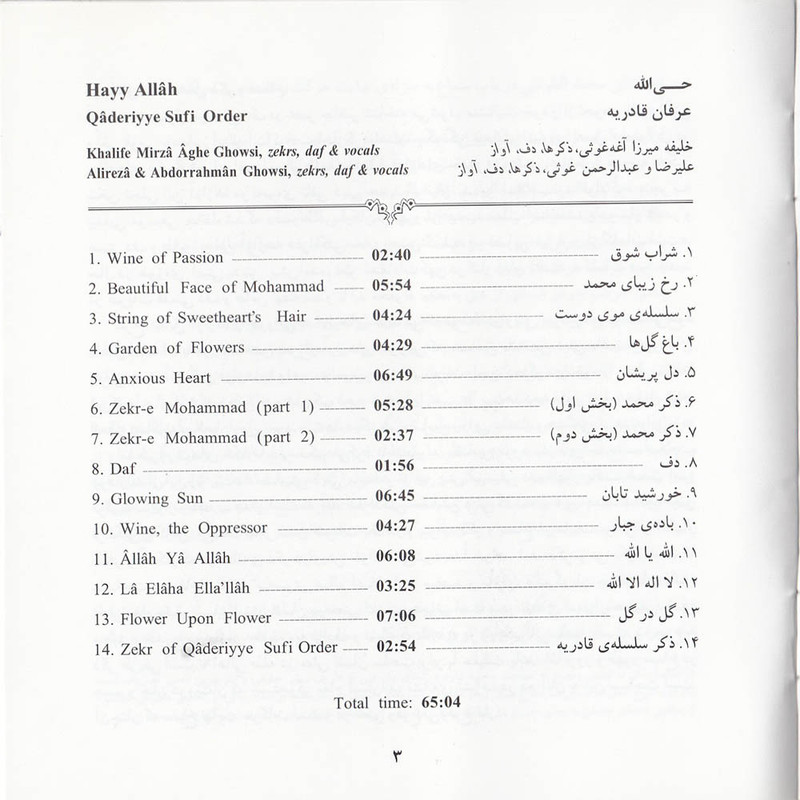 Hayy Allâh حـــی‌الله
Qâderiyye Sufi Order عرفان قادریه
Khalife Mirzâ Âghe Ghowsi, zekrs, daf & vocals خلیفه میرزا آغه‌غوثی، ذکرها، دف، آواز
Alirezâ & Abdorrahmân Ghowsi, zekrs, daf & vocals علیرضا و عبدالرحمن غوثی، ذکرها، دف، آواز
1. Wine of Passion 02:40 ۱. شراب شوق
2. Beautiful Face of Mohammad 05:54 ۲. رخ زیبای محمد
3. String of Sweetheart's Hair 04:24 ۳. سلسله‌ی موی دوست
4. Garden of Flowers 04:29 ۴. باغ گل‌ها
5. Anxious Heart 06:49 ۵. دل پریشان
6. Zekr-e Mohammad (part 1) 05:28 ۶. ذکر محمد (بخش اول)
7. Zekr-e Mohammad (part 2) 02:37 ۷. ذکر محمد (بخش دوم)
8. Daf 01:56 ۸. دف
9. Glowing Sun 06:45 ۹. خورشید تابان
10. Wine, the Oppressor 04:27 ۱۰. باده‌ی جبار
11. Âllâh Yâ Allâh 06:08 ۱۱. الله یا الله
12. Lâ Elâha Ella'llâh 03:25 ۱۲. لا اله الا الله
13. Flower Upon Flower 07:06 ۱۳. گل در گل
14. Zekr of Qâderiyye Sufi Order 02:54 ۱۴. ذکر سلسله‌ی قادریه
Total time: 65:04
۳